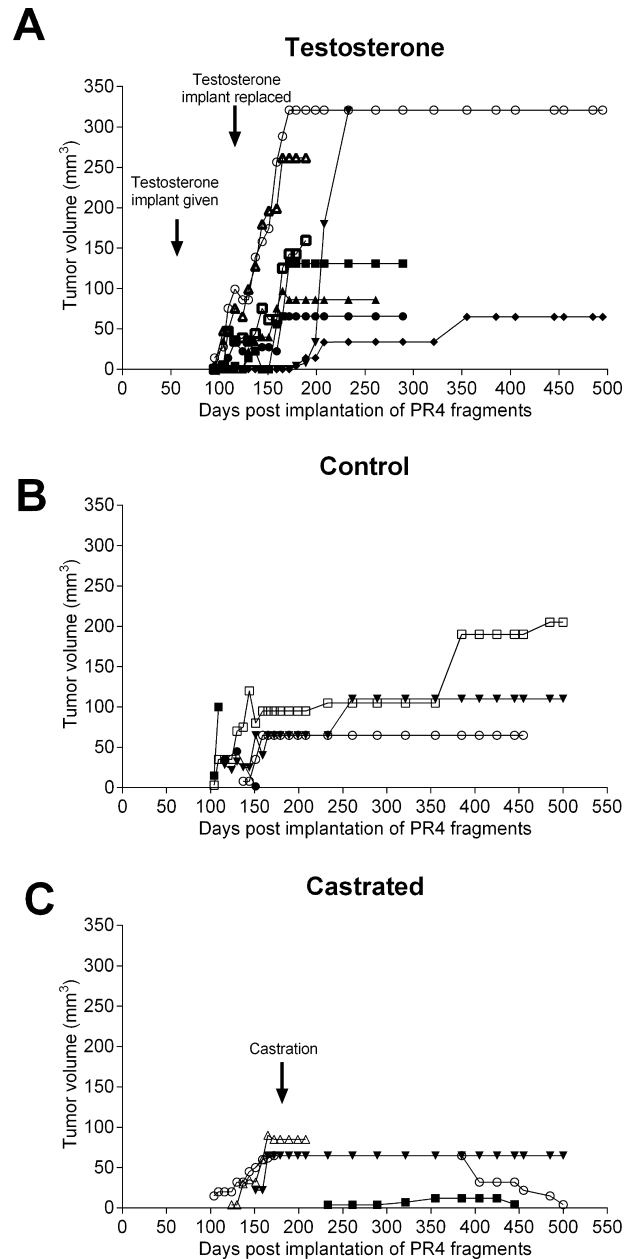 A
Testosterone
Testosterone
implant replaced
Testosterone
implant given
Tumor volume (mm³)
350
300
250
200
150
100
50
0
0 50 100 150 200 250 300 350 400 450 500
Days post implantation of PR4 fragments
B
Control
Tumor volume (mm³)
350
300
250
200
150
100
50
0
0 50 100 150 200 250 300 350 400 450 500 550
Days post implantation of PR4 fragments
C
Castrated
Castration
Tumor volume (mm³)
350
300
250
200
150
100
50
0
0 50 100 150 200 250 300 350 400 450 500 550
Days post implantation of PR4 fragments